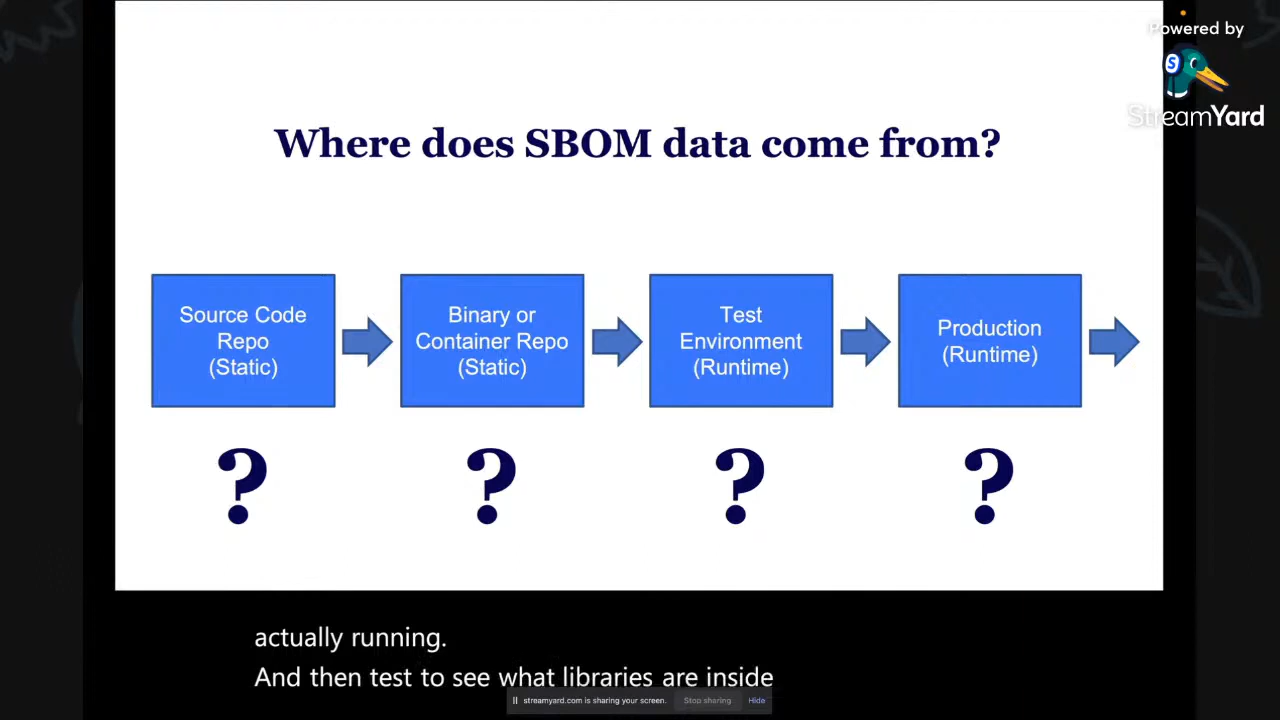 Powered by
StreamYard
Where does SBOM data come from?
Source Code
Repo
(Static)
Binary or
Container Repo
(Static)
Test
Environment
(Runtime)
Production
(Runtime)
?
?
?
?
actually running.
And then test to see what libraries are inside
streamyard.com is sharing your screen.
Stop sharing
Hide